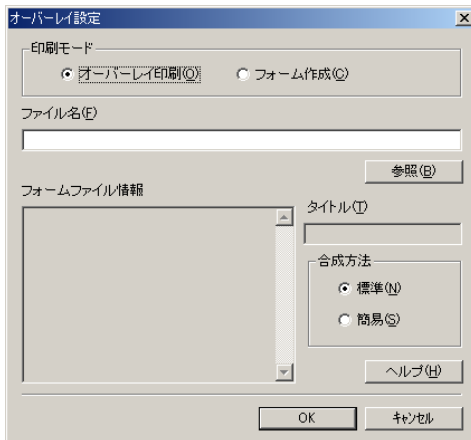 オーバーレイ設定
印刷モード
オーバーレイ印刷(O)
フォーム作成(C)
ファイル名(F)
参照(B)
フォームファイル情報
タイトル(T)
合成方法
標準(N)
簡易(S)
ヘルプ(H)
OK
キャンセル